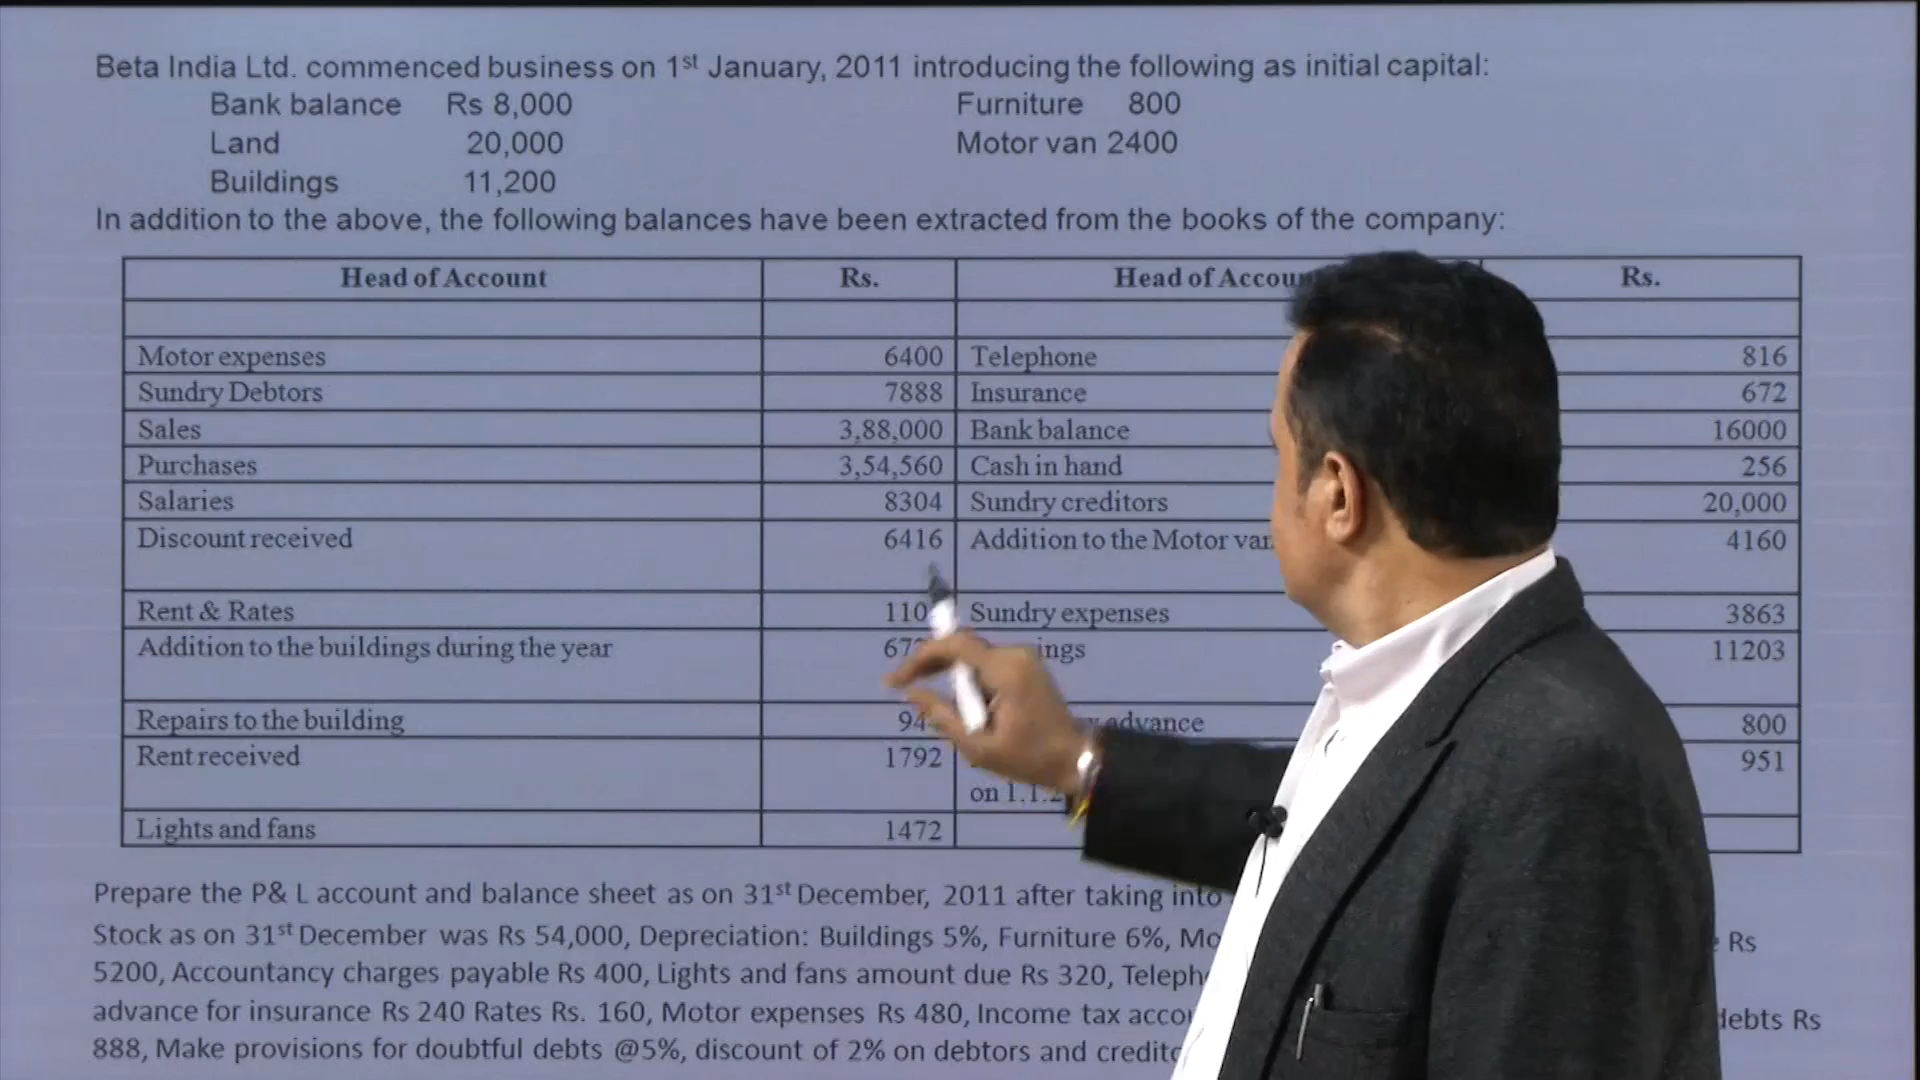 Beta India Ltd. commenced business on 1st January, 2011 introducing the following as initial capital:
Bank balance Rs 8,000 Furniture 800
Land 20,000 Motor van 2400
Buildings 11,200
In addition to the above, the following balances have been extracted from the books of the company:
Head of Account Rs. Head of Rs.
Motor expenses 6400 Telephone 816
Sundry Debtors 7888 Insurance 672
Sales 3,88,000 Bank balance 16000
Purchases 3,54,560 Cash in hand 256
Salaries 8304 Sundry creditors 20,000
Discount received 6416 Addition to the Motor van 4160
Rent & Rates Sundry expenses 3863
Addition to the buildings during the year 11203
Repairs to the building advance 800
Rent received 1792 951
on
Lights and fans 1472
Prepare the P& L account and balance sheet as on 31st December, 2011 after taking into
Stock as on 31st December was Rs 54,000, Depreciation: Buildings 5%, Furniture 6%, Rs
5200, Accountancy charges payable Rs 400, Lights and fans amount due Rs 320,
advance for insurance Rs 240 Rates Rs. 160, Motor expenses Rs 480, Income tax Rs
888, Make provisions for doubtful debts @5%, discount of 2% on debtors and